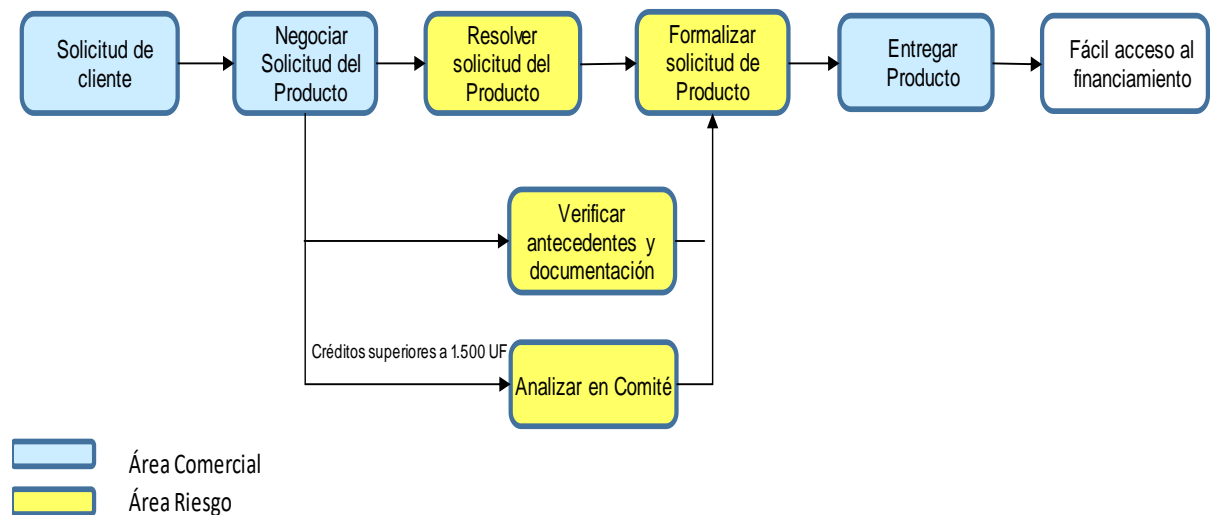 Solicitud de
cliente
Negociar
Solicitud del
Producto
Resolver
solicitud del
Producto
Formalizar
solicitud de
Producto
Entregar
Producto
Fácil acceso al
financiamiento
Verificar
antecedentes y
documentación
Créditos superiores a 1.500 UF
Analizar en Comité
Área Comercial
Área Riesgo